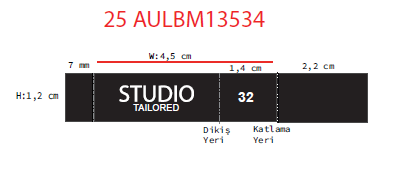 25 AULBM13534
W:4,5 cm
7 mm
1,4 cm
2,2 cm
H:1,2 cm
STUDIO
TAILORED
32
Dikiş
Yeri
Katlama
Yeri